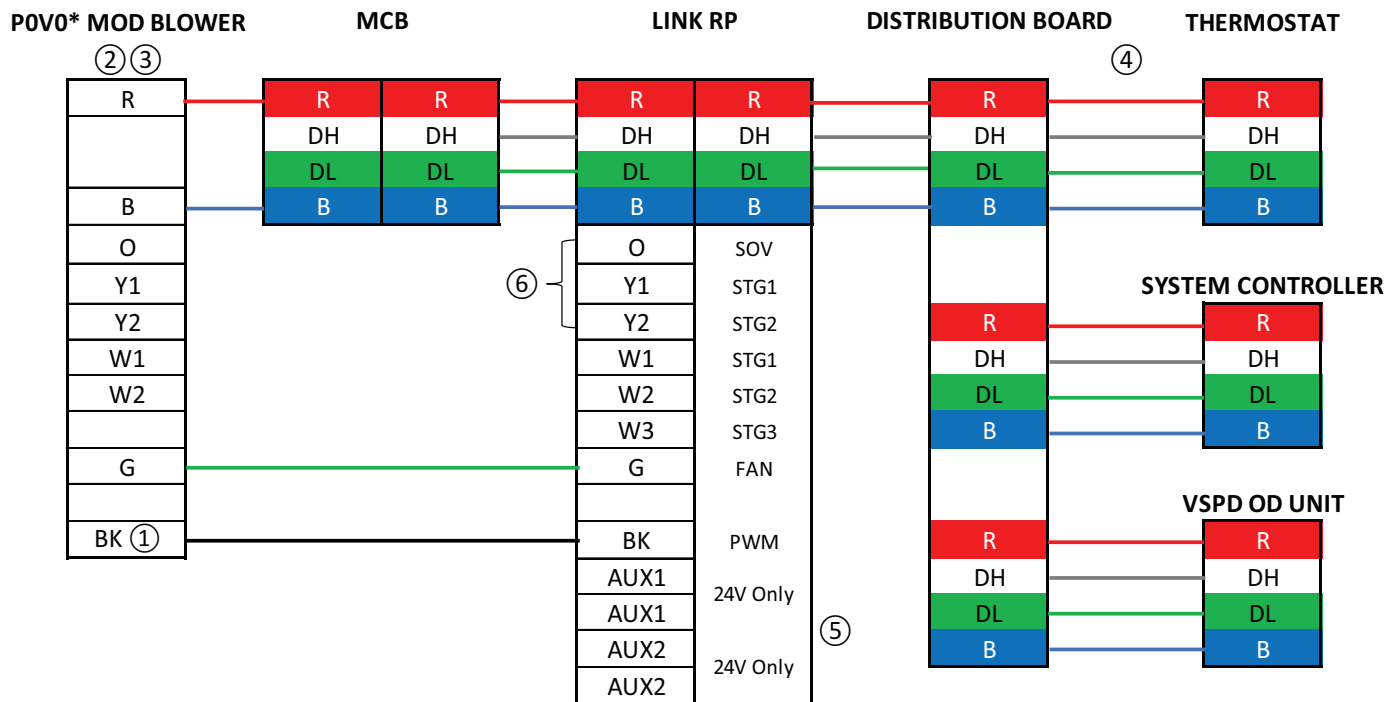 P0V0* MOD BLOWER MCB LINK RP DISTRIBUTION BOARD THERMOSTAT
② ③ ④
R R R R R R R
DH DH DH DH DH DH
DL DL DL DL DL DL
B B B B B B B
O O SOV
⑥ Y1 Y1 STG1 SYSTEM CONTROLLER
Y2 Y2 STG2 R R
W1 W1 STG1 DH DH
W2 W2 STG2 DL DL
W3 STG3 B B
G G FAN
VSPD OD UNIT
BK ① BK PWM R R
AUX1 24V Only DH DH
AUX1 ⑤ DL DL
AUX2 24V Only B B
AUX2